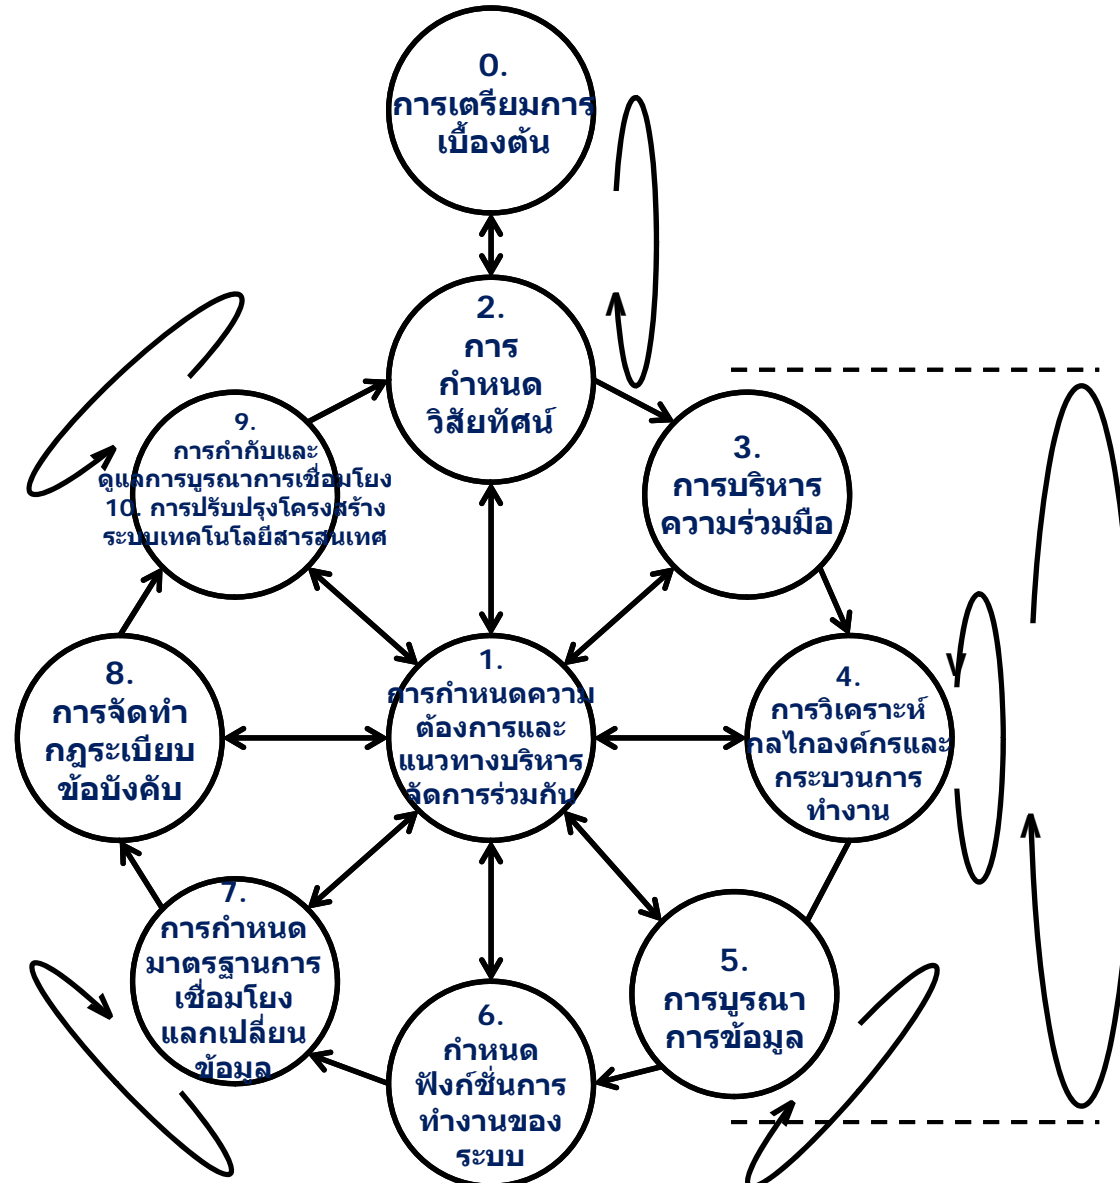 0.
การเตรียมการ
เบื้องต้น
2.
การ
กำหนด
วิสัยทัศน์
3.
การบริหาร
ความร่วมมือ
9.
การกำกับและ
ดูแลการบูรณาการเชื่อมโยง
10. การปรับปรุงโครงสร้าง
ระบบเทคโนโลยีสารสนเทศ
1.
การกำหนดความ
ต้องการและ
แนวทางบริหาร
จัดการร่วมกัน
4.
การวิเคราะห์
กลไกองค์กรและ
กระบวนการ
ทำงาน
8.
การจัดทำ
กฎระเบียบ
ข้อบังคับ
7.
การกำหนด
มาตรฐานการ
เชื่อมโยง
แลกเปลี่ยน
ข้อมูล
5.
การบูรณา
การข้อมูล
6.
กำหนด
ฟังก์ชั่นการ
ทำงานของ
ระบบ